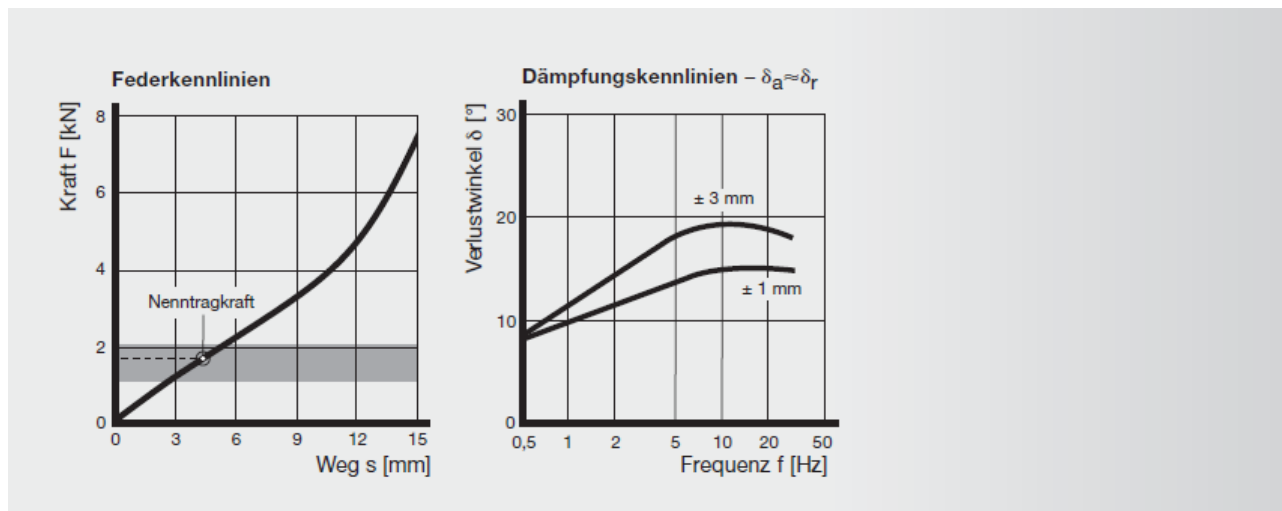 Federkennlinien
Kraft F [kN]
8
6
4
2
0
Nenntragkraft
0 3 6 9 12 15
Weg s [mm]
Dämpfungskennlinien – δa≈δr
Verlustwinkel δ [°]
30
20
10
0
± 3 mm
± 1 mm
0,5 1 2 5 10 20 50
Frequenz f [Hz]